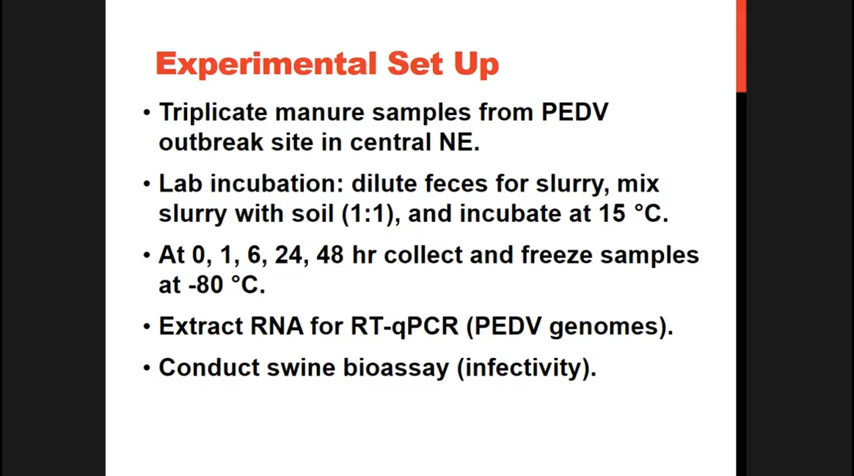 Experimental Set Up
• Triplicate manure samples from PEDV
outbreak site in central NE.
• Lab incubation: dilute feces for slurry, mix
slurry with soil (1:1), and incubate at 15 °C.
• At 0, 1, 6, 24, 48 hr collect and freeze samples
at -80 °C.
• Extract RNA for RT-qPCR (PEDV genomes).
• Conduct swine bioassay (infectivity).